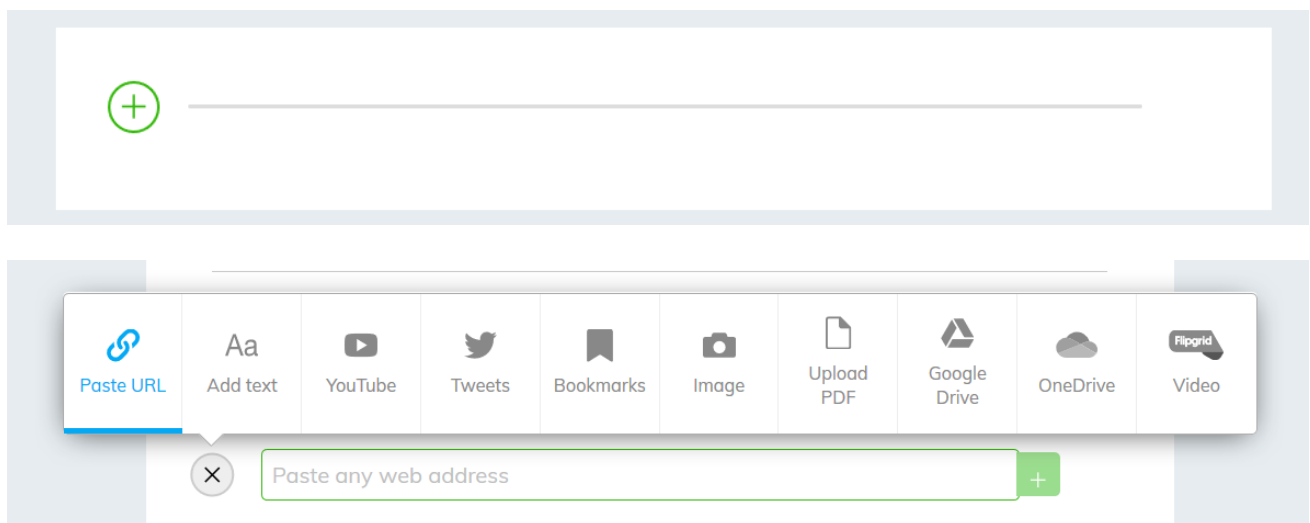 Paste URL
Aa
Add text
YouTube
Tweets
Bookmarks
Image
Upload
PDF
Google
Drive
OneDrive
Flipgrid
Video
Paste any web address